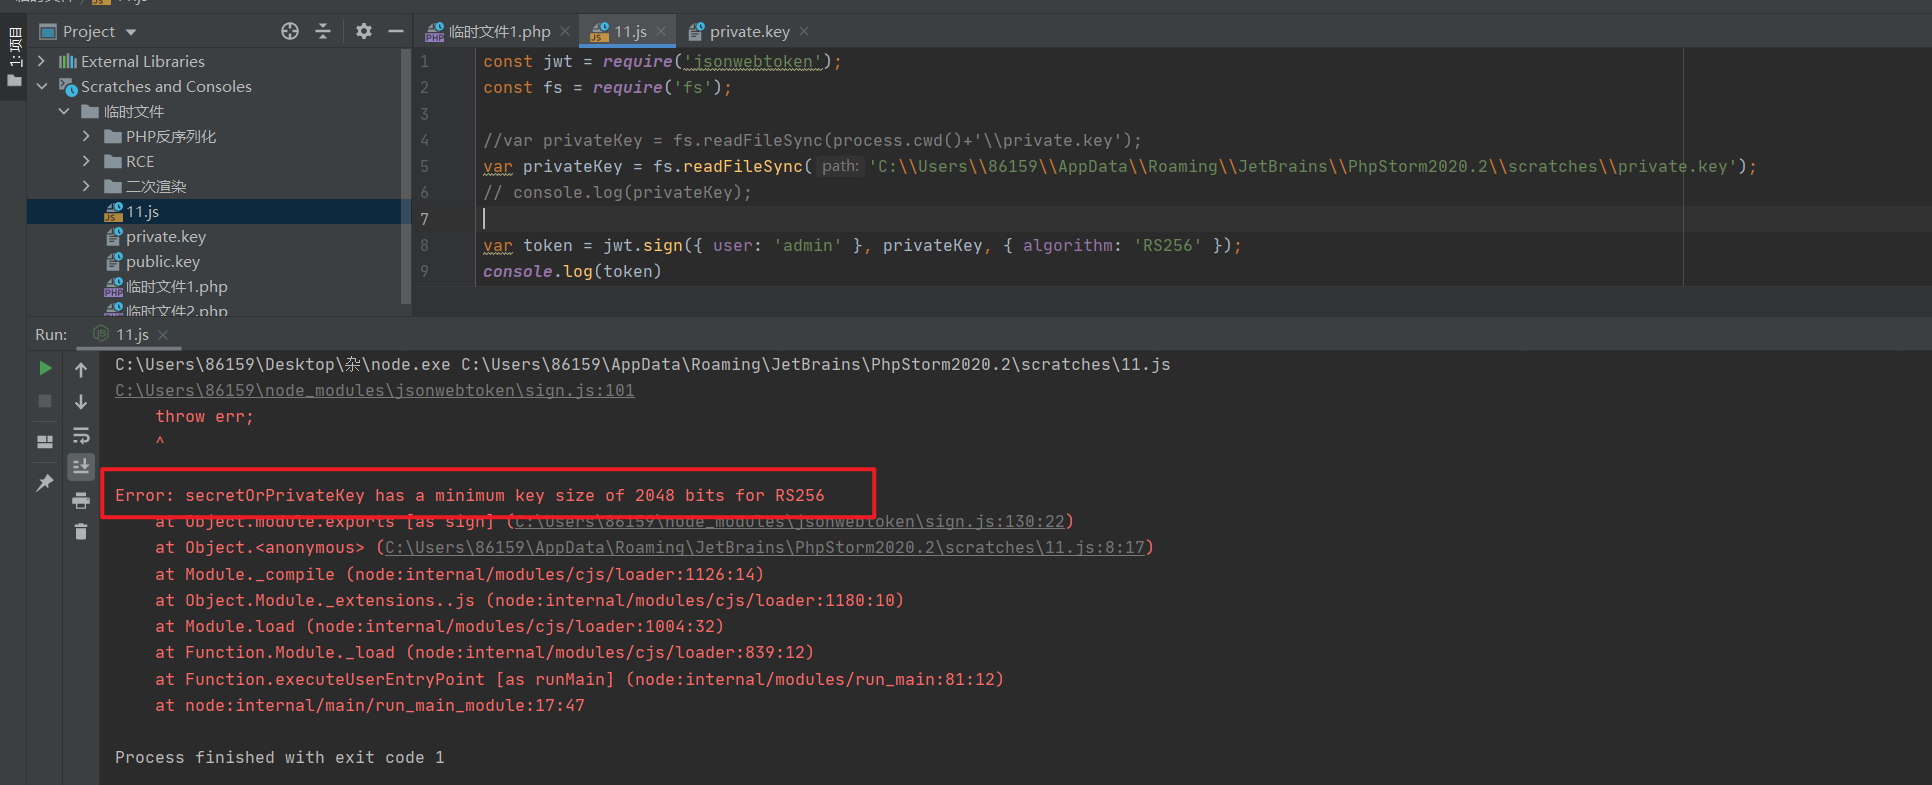 Project
临时文件1.php
11.js
private.key
1: 项目
External Libraries
Scratches and Consoles
临时文件
PHP反序列化
RCE
二次渲染
11.js
private.key
public.key
临时文件1.php
临时文件2.php
1 const jwt = require('jsonwebtoken');
2 const fs = require('fs');
3
4 //var privateKey = fs.readFileSync(process.cwd()+'\\private.key');
5 var privateKey = fs.readFileSync( path: 'C:\\Users\\86159\\AppData\\Roaming\\JetBrains\\PhpStorm2020.2\\scratches\\private.key');
6 // console.log(privateKey);
7
8 var token = jwt.sign({ user: 'admin' }, privateKey, { algorithm: 'RS256' });
9 console.log(token)
Run: 11.js
C:\Users\86159\Desktop\杂\node.exe C:\Users\86159\AppData\Roaming\JetBrains\PhpStorm2020.2\scratches\11.js
C:\Users\86159\node_modules\jsonwebtoken\sign.js:101
throw err;
^
Error: secretOrPrivateKey has a minimum key size of 2048 bits for RS256
at Object.module.exports [as sign] (C:\Users\86159\node_modules\jsonwebtoken\sign.js:130:22)
at Object.<anonymous> (C:\Users\86159\AppData\Roaming\JetBrains\PhpStorm2020.2\scratches\11.js:8:17)
at Module._compile (node:internal/modules/cjs/loader:1126:14)
at Object.Module._extensions..js (node:internal/modules/cjs/loader:1180:10)
at Module.load (node:internal/modules/cjs/loader:1004:32)
at Function.Module._load (node:internal/modules/cjs/loader:839:12)
at Function.executeUserEntryPoint [as runMain] (node:internal/modules/run_main:81:12)
at node:internal/main/run_main_module:17:47
Process finished with exit code 1